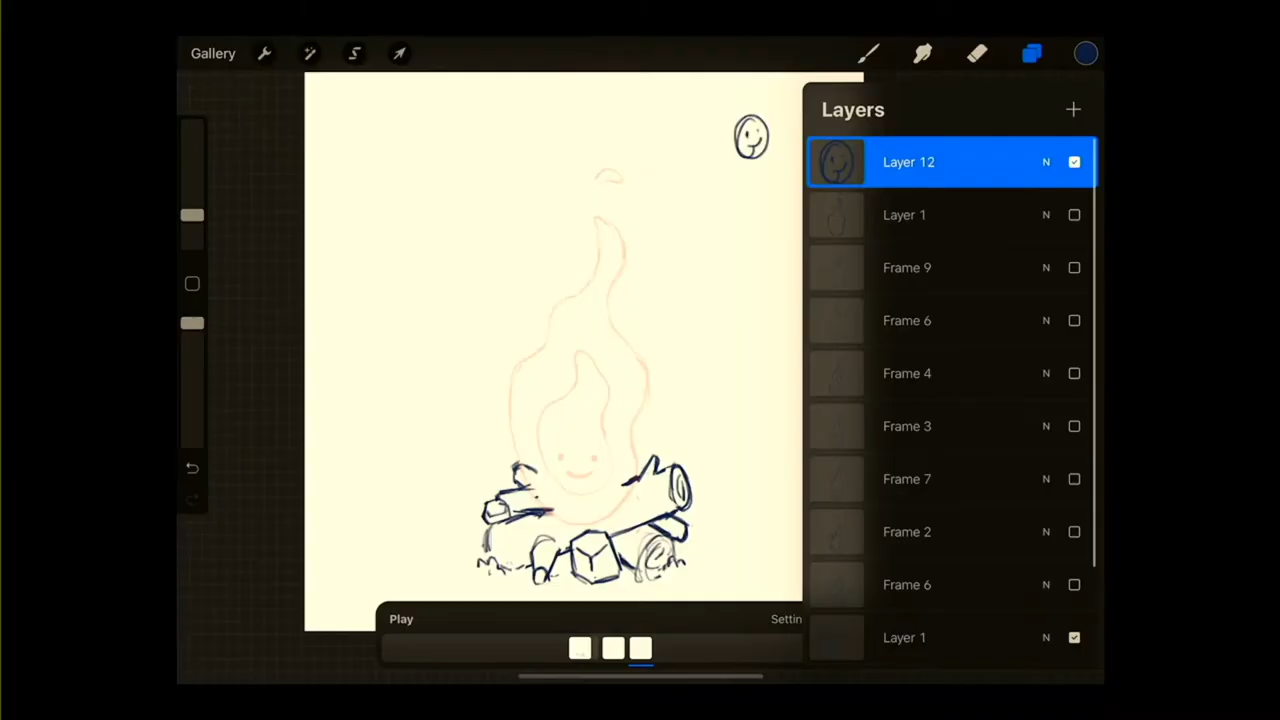 Gallery
Layers
Layer 12 N
Layer 1 N
Frame 9 N
Frame 6 N
Frame 4 N
Frame 3 N
Frame 7 N
Frame 2 N
Frame 6 N
Layer 1 N
Play Settin